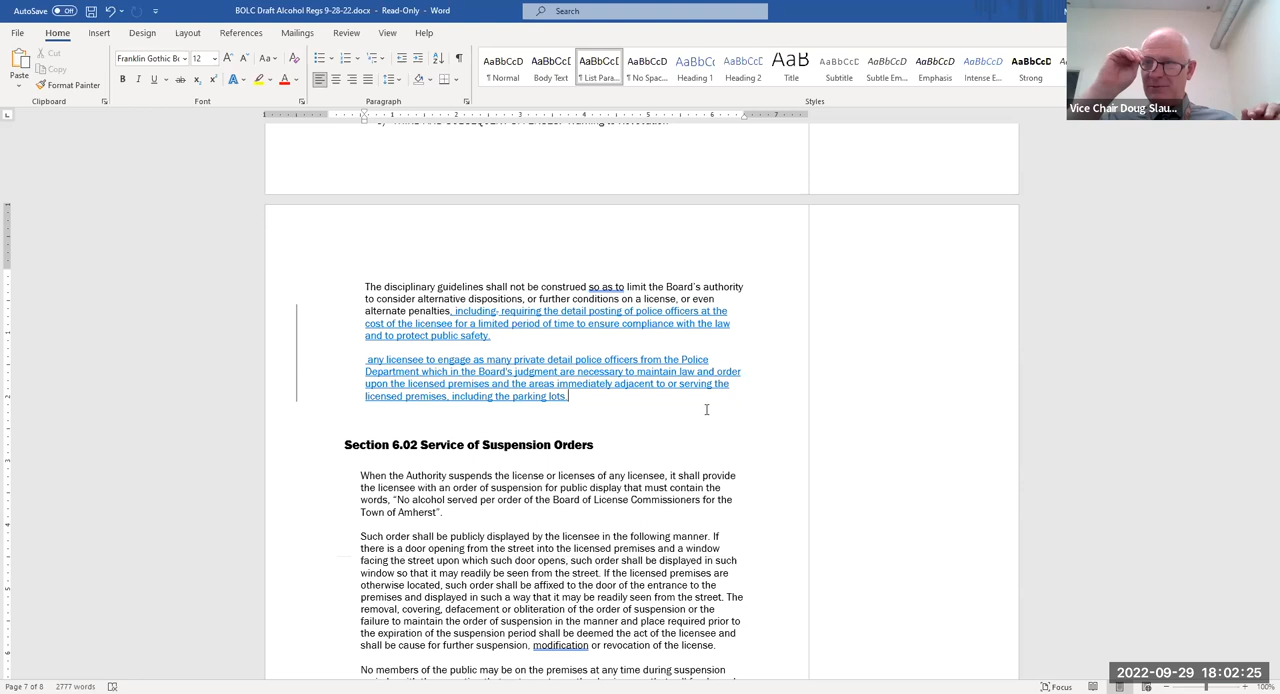 AutoSave Off
BOLC Draft Alcohol Regs 9-28-22.docx - Read-Only - Word
Search
File Home Insert Design Layout References Mailings Review View Help
Paste
Cut
Copy
Format Painter
Clipboard
Franklin Gothic B 12
Font
Paragraph
AaBbCcD AaBbCcD AaBbCcD AaBbCcD AaBbC AaBbCcD AaB AaBbCcD AaBbCcD AaBbCcD AaBbCcD AaBbCcD
¶ Normal Body Text ¶ List Para... ¶ No Spac... Heading 1 Heading 2 Title Subtitle Subtle Em... Emphasis Intense E... Strong
Styles
Vice Chair Doug Slau...
The disciplinary guidelines shall not be construed so as to limit the Board's authority
to consider alternative dispositions, or further conditions on a license, or even
alternate penalties, including- requiring the detail posting of police officers at the
cost of the licensee for a limited period of time to ensure compliance with the law
and to protect public safety.
any licensee to engage as many private detail police officers from the Police
Department which in the Board's judgment are necessary to maintain law and order
upon the licensed premises and the areas immediately adjacent to or serving the
licensed premises, including the parking lots.
Section 6.02 Service of Suspension Orders
When the Authority suspends the license or licenses of any licensee, it shall provide
the licensee with an order of suspension for public display that must contain the
words, “No alcohol served per order of the Board of License Commissioners for the
Town of Amherst”.
Such order shall be publicly displayed by the licensee in the following manner. If
there is a door opening from the street into the licensed premises and a window
facing the street upon which such door opens, such order shall be displayed in such
window so that it may readily be seen from the street. If the licensed premises are
otherwise located, such order shall be affixed to the door of the entrance to the
premises and displayed in such a way that it may be readily seen from the street. The
removal, covering, defacement or obliteration of the order of suspension or the
failure to maintain the order of suspension in the manner and place required prior to
the expiration of the suspension period shall be deemed the act of the licensee and
shall be cause for further suspension, modification or revocation of the license.
No members of the public may be on the premises at any time during suspension
Page 7 of 8 2777 words
Focus
100%
2022-09-29 18:02:25